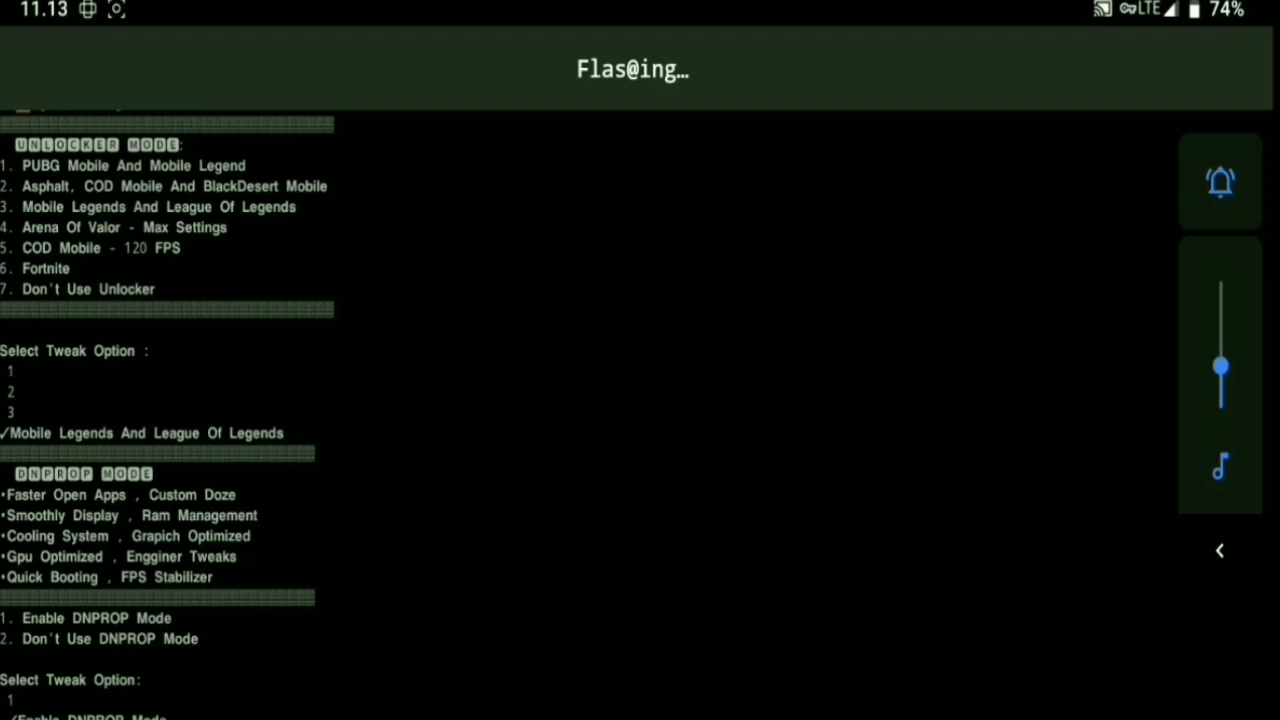 11.13 LTE 74%
Flas@ing…
UNLOCKER MODE:
1. PUBG Mobile And Mobile Legend
2. Asphalt, COD Mobile And BlackDesert Mobile
3. Mobile Legends And League Of Legends
4. Arena Of Valor - Max Settings
5. COD Mobile - 120 FPS
6. Fortnite
7. Don't Use Unlocker
Select Tweak Option :
1
2
3
✓Mobile Legends And League Of Legends
DNPROP MODE
•Faster Open Apps , Custom Doze
•Smoothly Display , Ram Management
•Cooling System , Grapich Optimized
•Gpu Optimized , Engginer Tweaks
•Quick Booting , FPS Stabilizer
1. Enable DNPROP Mode
2. Don't Use DNPROP Mode
Select Tweak Option:
1
✓Enable DNPROP Mode